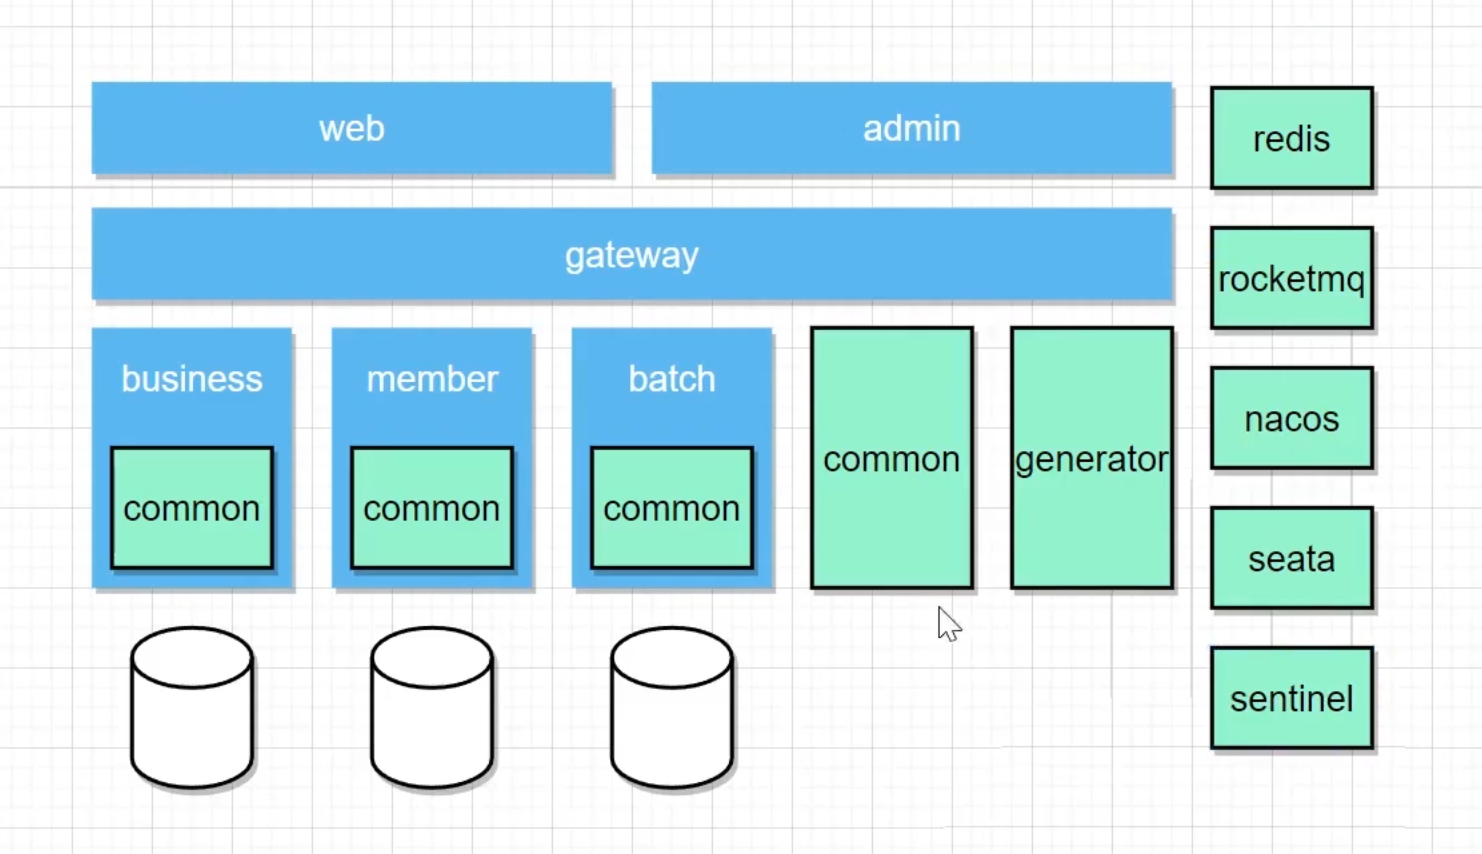 web
admin
gateway
business
member
batch
common
common
common
common
generator
redis
rocketmq
nacos
seata
sentinel